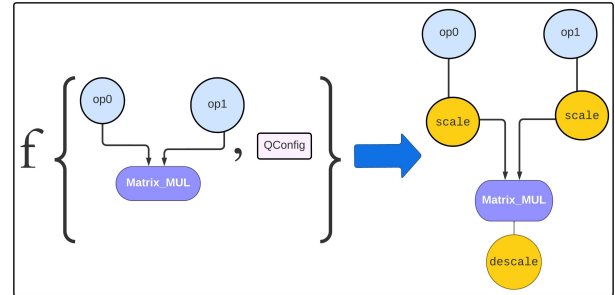 f { op0 op1 , QConfig }
Matrix_MUL
op0 op1
scale scale
Matrix_MUL
descale